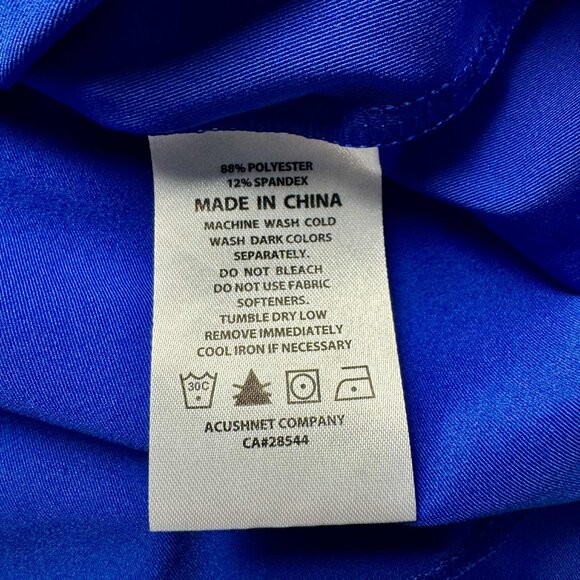 88% POLYESTER
12% SPANDEX
MADE IN CHINA
MACHINE WASH COLD
WASH DARK COLORS
SEPARATELY.
DO NOT BLEACH
DO NOT USE FABRIC
SOFTENERS.
TUMBLE DRY LOW
REMOVE IMMEDIATELY
COOL IRON IF NECESSARY
30C
ACUSHNET COMPANY
CA#28544